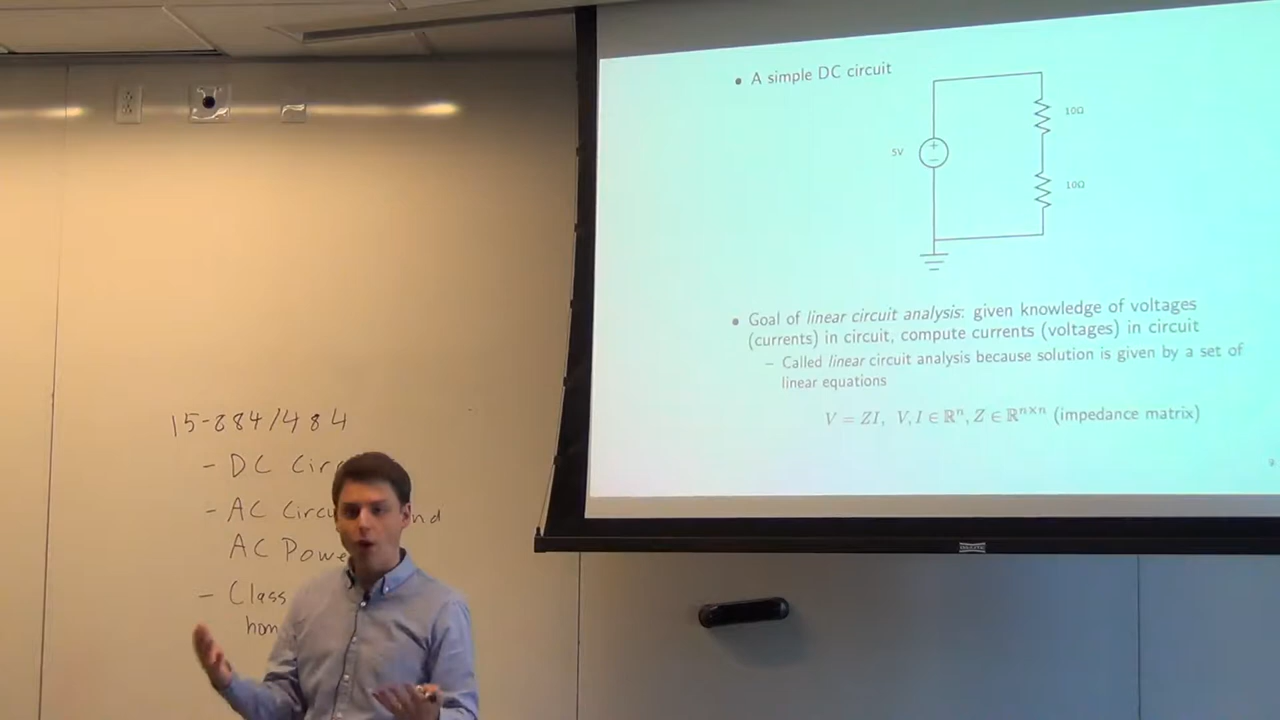 • A simple DC circuit
10Ω
5V
+
−
10Ω
• Goal of linear circuit analysis: given knowledge of voltages
(currents) in circuit, compute currents (voltages) in circuit
– Called linear circuit analysis because solution is given by a set of
linear equations
V = ZI, V, I ∈ ℝⁿ, Z ∈ ℝⁿˣⁿ (impedance matrix)
9
15-884/484
- DC Cir
- AC Circu nd
AC Powe
- Class
hom